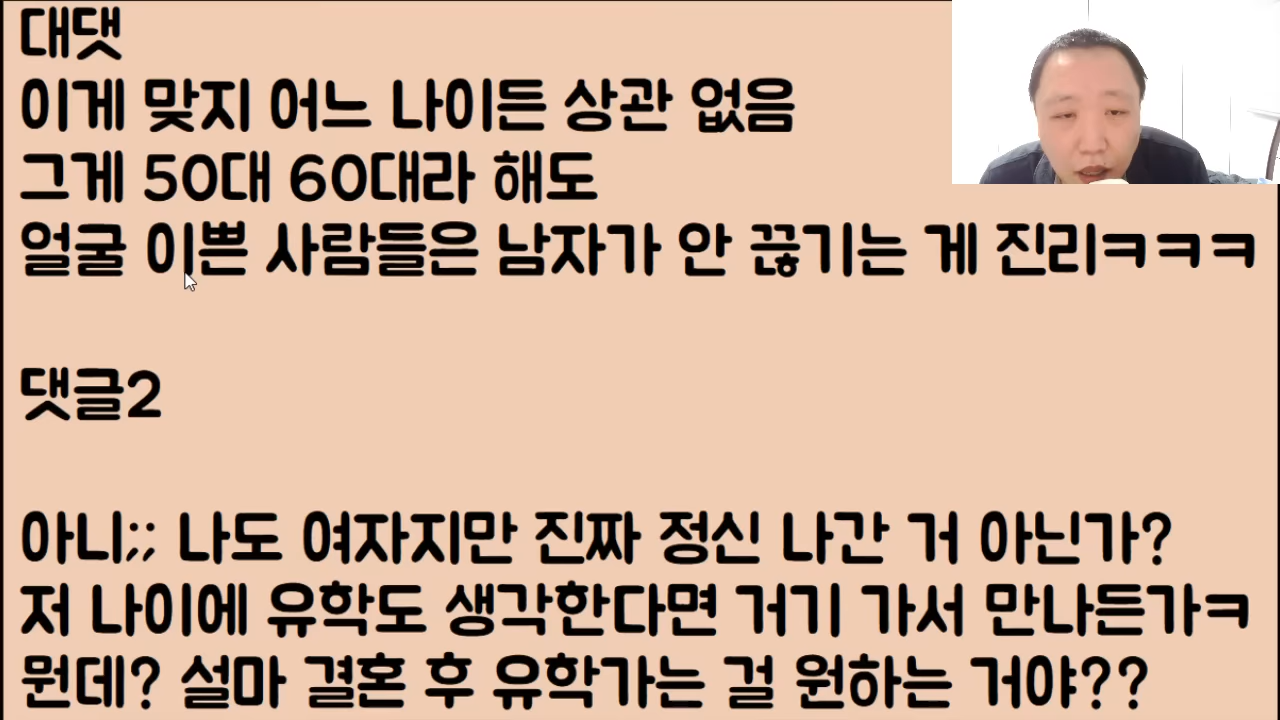 대댓
이게 맞지 어느 나이든 상관 없음
그게 50대 60대라 해도
얼굴 이쁜 사람들은 남자가 안 끊기는 게 진리ㅋㅋㅋ
댓글2
아니;; 나도 여자지만 진짜 정신 나간 거 아닌가?
저 나이에 유학도 생각한다면 거기 가서 만나든가ㅋ
뭔데? 설마 결혼 후 유학가는 걸 원하는 거야??